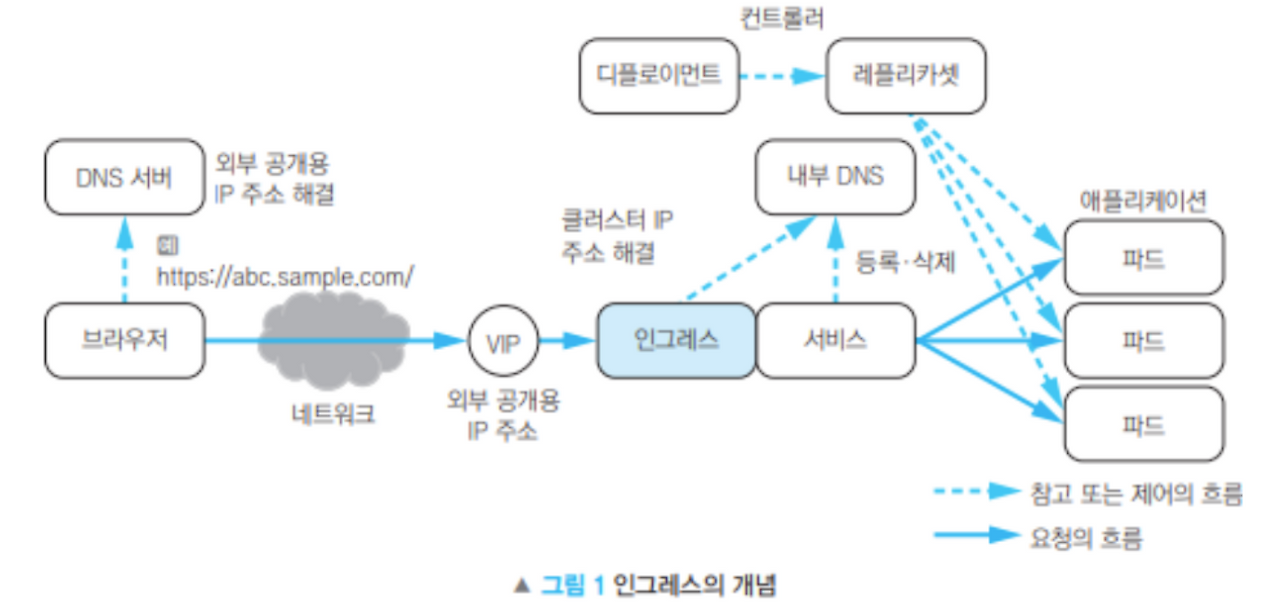 컨트롤러
디플로이먼트
레플리카셋
DNS 서버
외부 공개용
IP 주소 해결
내부 DNS
클러스터 IP
주소 해결
등록·삭제
애플리케이션
파드
예
https://abc.sample.com/
브라우저
네트워크
VIP
외부 공개용
IP 주소
인그레스
서비스
파드
파드
참고 또는 제어의 흐름
요청의 흐름
▲ 그림 1 인그레스의 개념